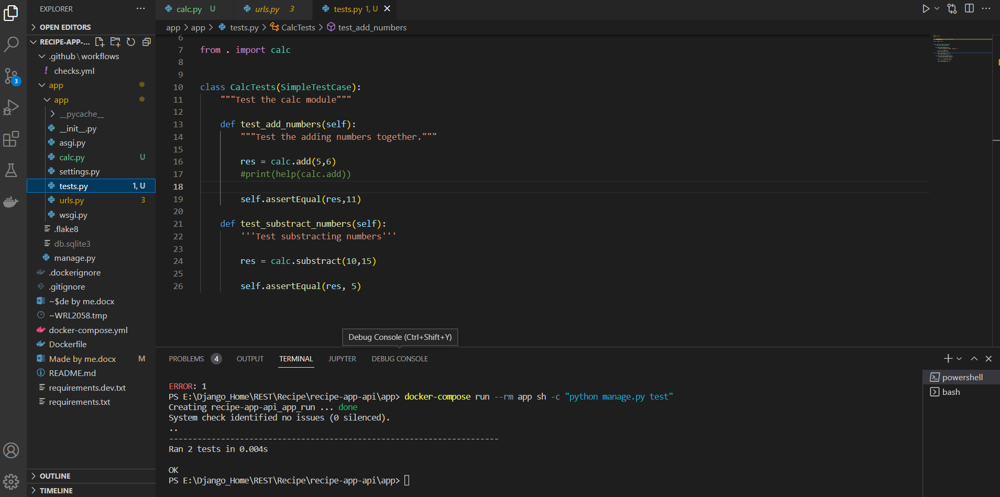 EXPLORER ···
calc.py U
urls.py 3
tests.py 1, U
OPEN EDITORS
app > app > tests.py > CalcTests > test_add_numbers
RECIPE-APP-...
.github\workflows
checks.yml
app
app
__pycache__
__init__.py
asgi.py
calc.py U
settings.py
tests.py 1, U
urls.py 3
wsgi.py
.flake8
db.sqlite3
manage.py
.dockerignore
.gitignore
~$de by me.docx
~WRL2058.tmp
docker-compose.yml
Dockerfile
Made by me.docx M
README.md
requirements.dev.txt
requirements.txt
OUTLINE
TIMELINE
3
6
7 from . import calc
8
9
10 class CalcTests(SimpleTestCase):
11 """Test the calc module"""
12
13 def test_add_numbers(self):
14 """Test the adding numbers together."""
15
16 res = calc.add(5,6)
17 #print(help(calc.add))
18
19 self.assertEqual(res,11)
20
21 def test_substract_numbers(self):
22 '''Test substracting numbers'''
23
24 res = calc.substract(10,15)
25
26 self.assertEqual(res, 5)
Debug Console (Ctrl+Shift+Y)
PROBLEMS 4 OUTPUT TERMINAL JUPYTER DEBUG CONSOLE
ERROR: 1
PS E:\Django_Home\REST\Recipe\recipe-app-api\app> docker-compose run --rm app sh -c "python manage.py test"
Creating recipe-app-api_app_run ... done
System check identified no issues (0 silenced).
..
----------------------------------------------------------------------
Ran 2 tests in 0.004s
OK
PS E:\Django_Home\REST\Recipe\recipe-app-api\app>
powershell
bash